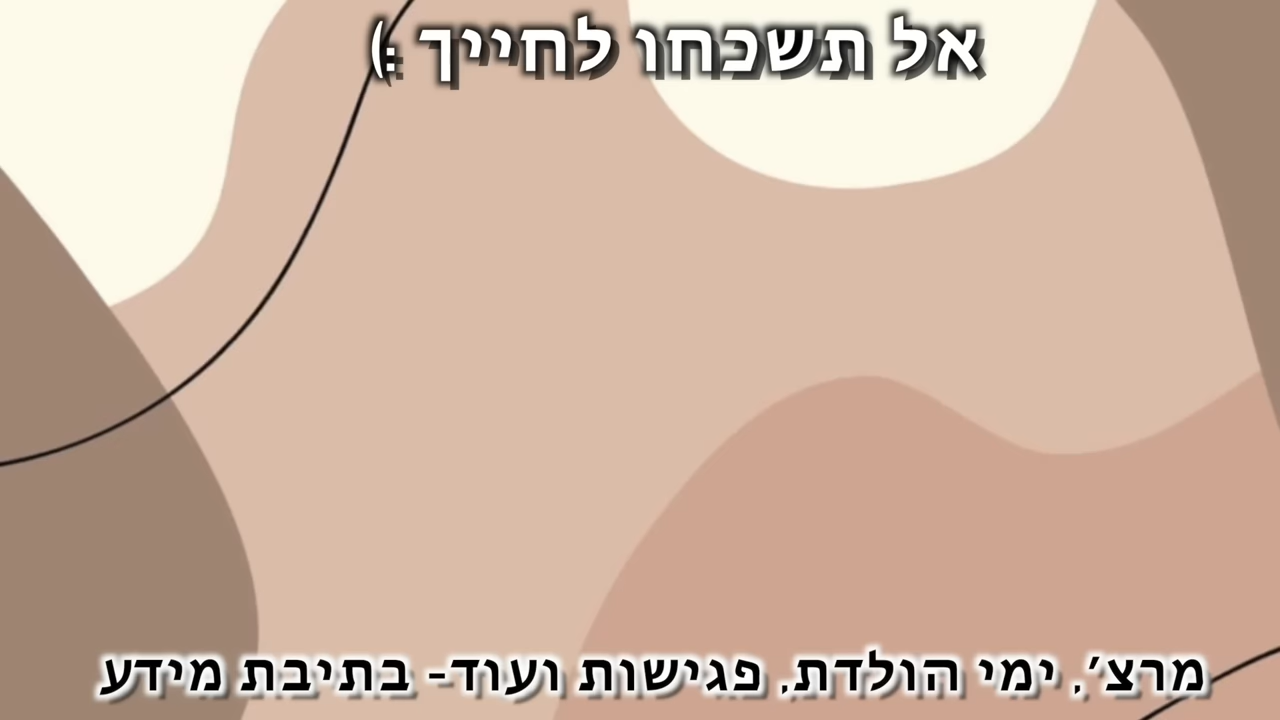 אל תשכחו לחייך :)
מרצ', ימי הולדת, פגישות ועוד- בתיבת מידע